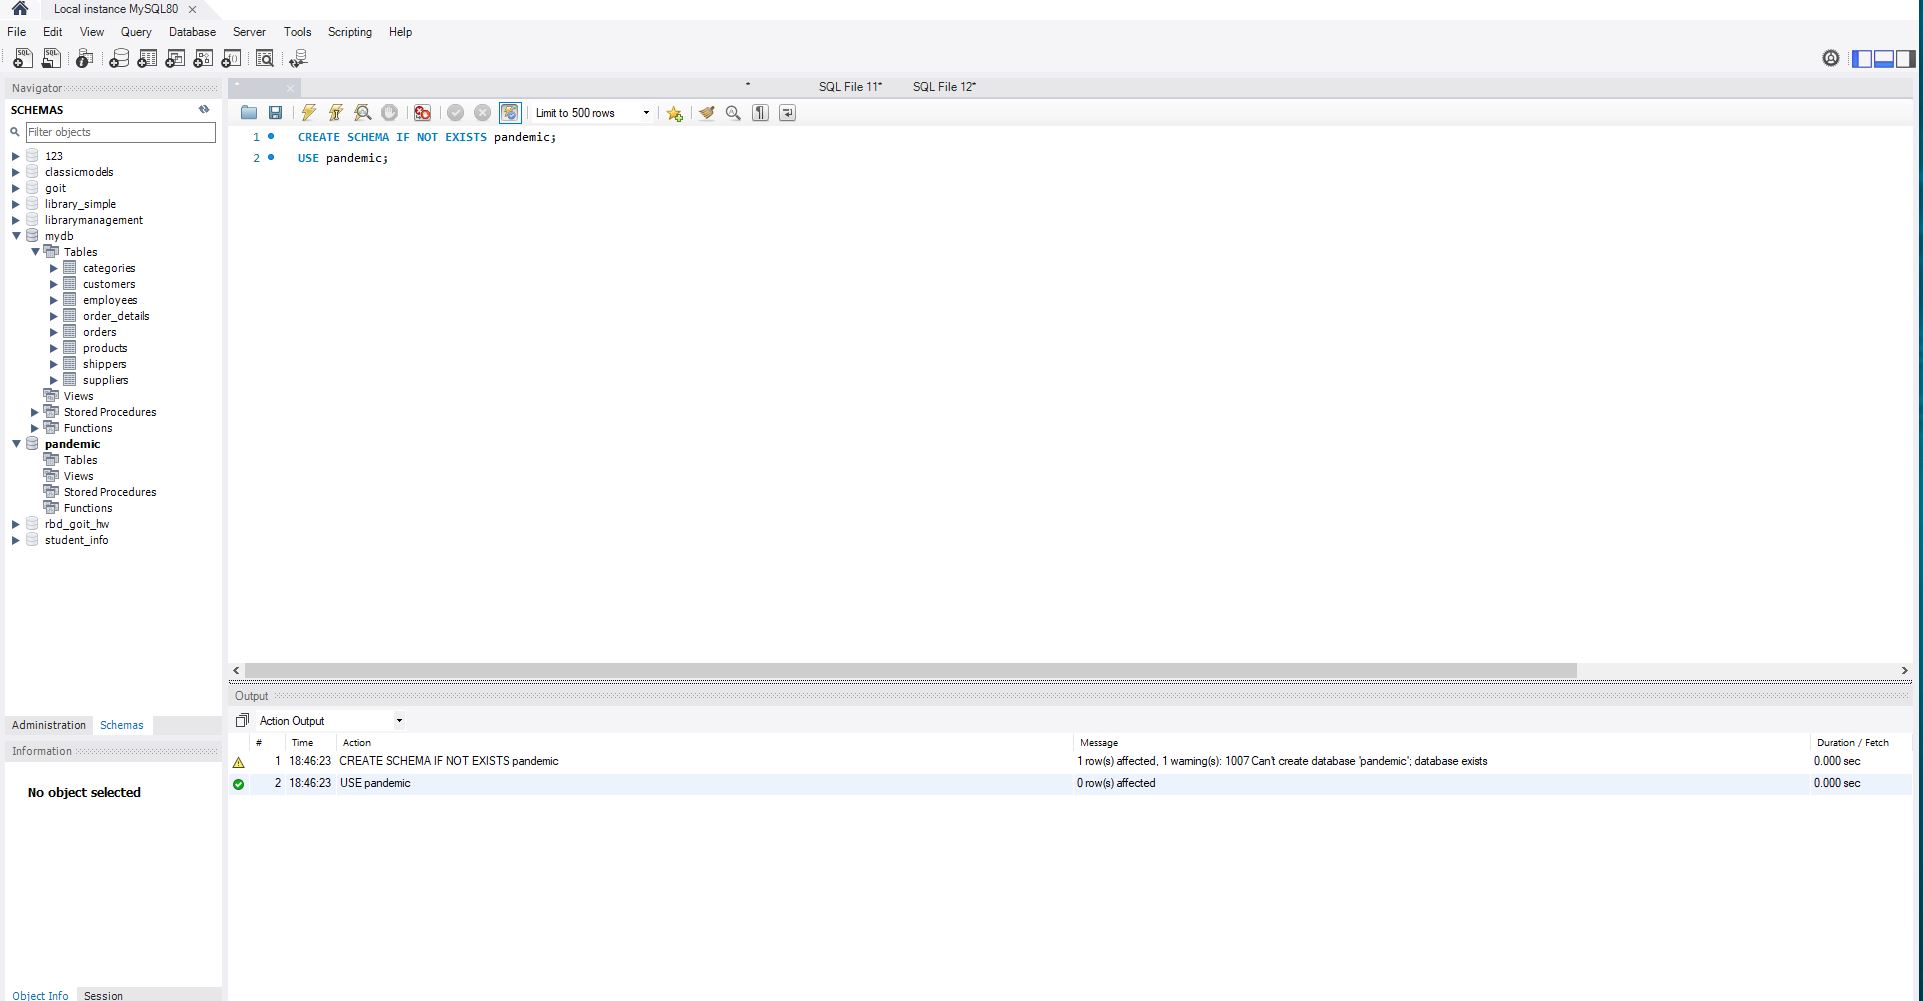 Local instance MySQL80
File Edit View Query Database Server Tools Scripting Help
Navigator
SCHEMAS
Filter objects
123
classicmodels
goit
library_simple
librarymanagement
mydb
Tables
categories
customers
employees
order_details
orders
products
shippers
suppliers
Views
Stored Procedures
Functions
pandemic
Tables
Views
Stored Procedures
Functions
rbd_goit_hw
student_info
Administration Schemas
Information
No object selected
Object Info Session
* * SQL File 11* SQL File 12*
Limit to 500 rows
1 CREATE SCHEMA IF NOT EXISTS pandemic;
2 USE pandemic;
Output
Action Output
# Time Action Message Duration / Fetch
1 18:46:23 CREATE SCHEMA IF NOT EXISTS pandemic 1 row(s) affected, 1 warning(s): 1007 Can't create database 'pandemic'; database exists 0.000 sec
2 18:46:23 USE pandemic 0 row(s) affected 0.000 sec